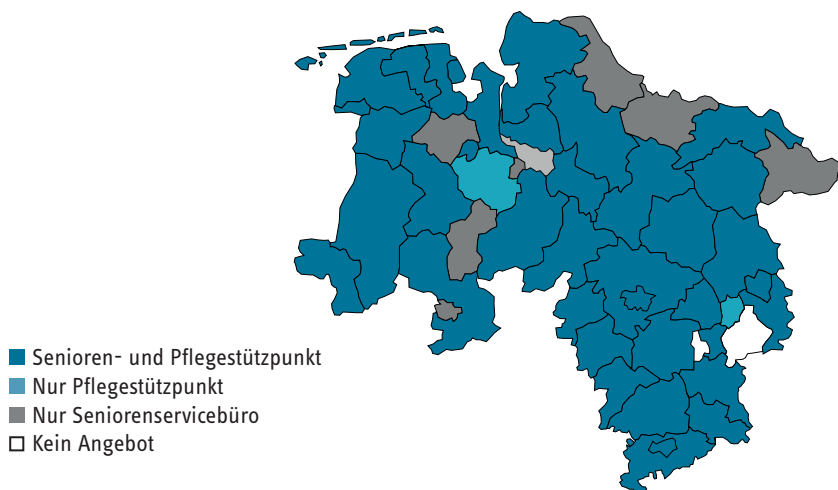 Senioren- und Pflegestützpunkt
Nur Pflegestützpunkt
Nur Seniorenservicebüro
Kein Angebot